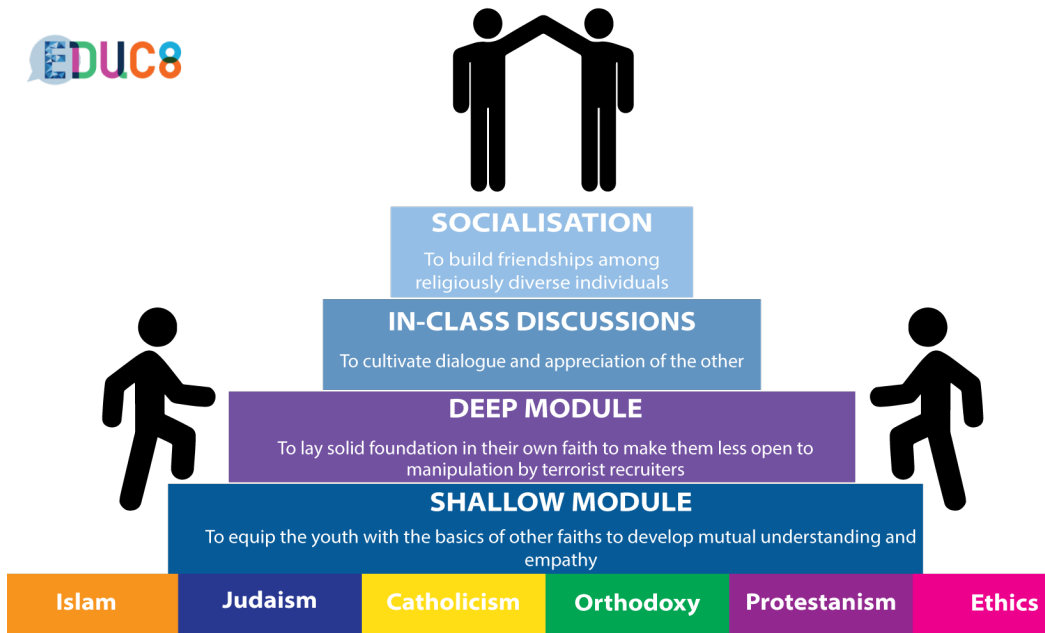 EDUC8
SOCIALISATION
To build friendships among
religiously diverse individuals
IN-CLASS DISCUSSIONS
To cultivate dialogue and appreciation of the other
DEEP MODULE
To lay solid foundation in their own faith to make them less open to
manipulation by terrorist recruiters
SHALLOW MODULE
To equip the youth with the basics of other faiths to develop mutual understanding and
empathy
Islam
Judaism
Catholicism
Orthodoxy
Protestanism
Ethics